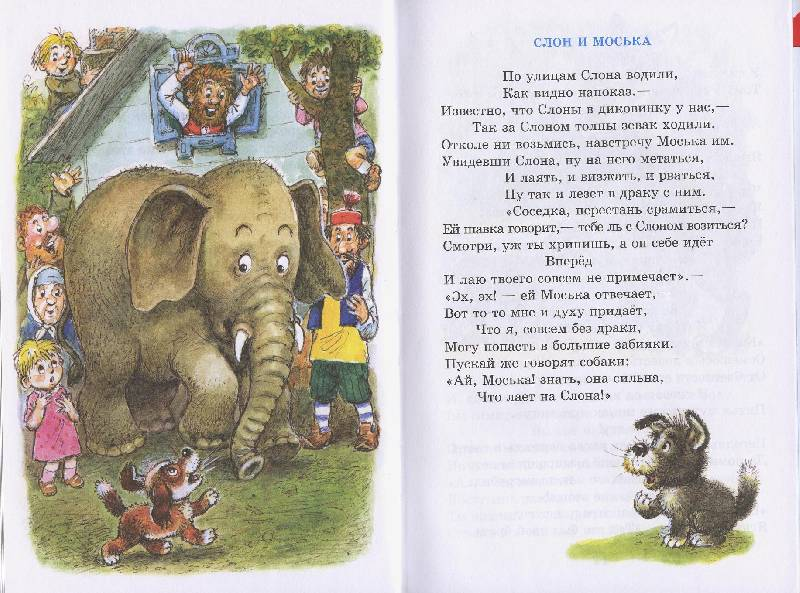 СЛОН И МОСЬКА
По улицам Слона водили,
Как видно напоказ.—
Известно, что Слоны в диковинку у нас,—
Так за Слоном толпы зевак ходили.
Отколе ни возьмись, навстречу Моська им.
Увидевши Слона, ну на него метаться,
И лаять, и визжать, и рваться,
Ну так и лезет в драку с ним.
«Соседка, перестань срамиться,—
Ей шавка говорит,— тебе ль с Слоном возиться?
Смотри, уж ты хрипишь, а он себе идёт
Вперёд
И лаю твоего совсем не примечает».—
«Эх, эх! — ей Моська отвечает,
Вот то-то мне и духу придаёт,
Что я, совсем без драки,
Могу попасть в большие забияки.
Пускай же говорят собаки:
«Ай, Моська! знать, она сильна,
Что лает на Слона!»